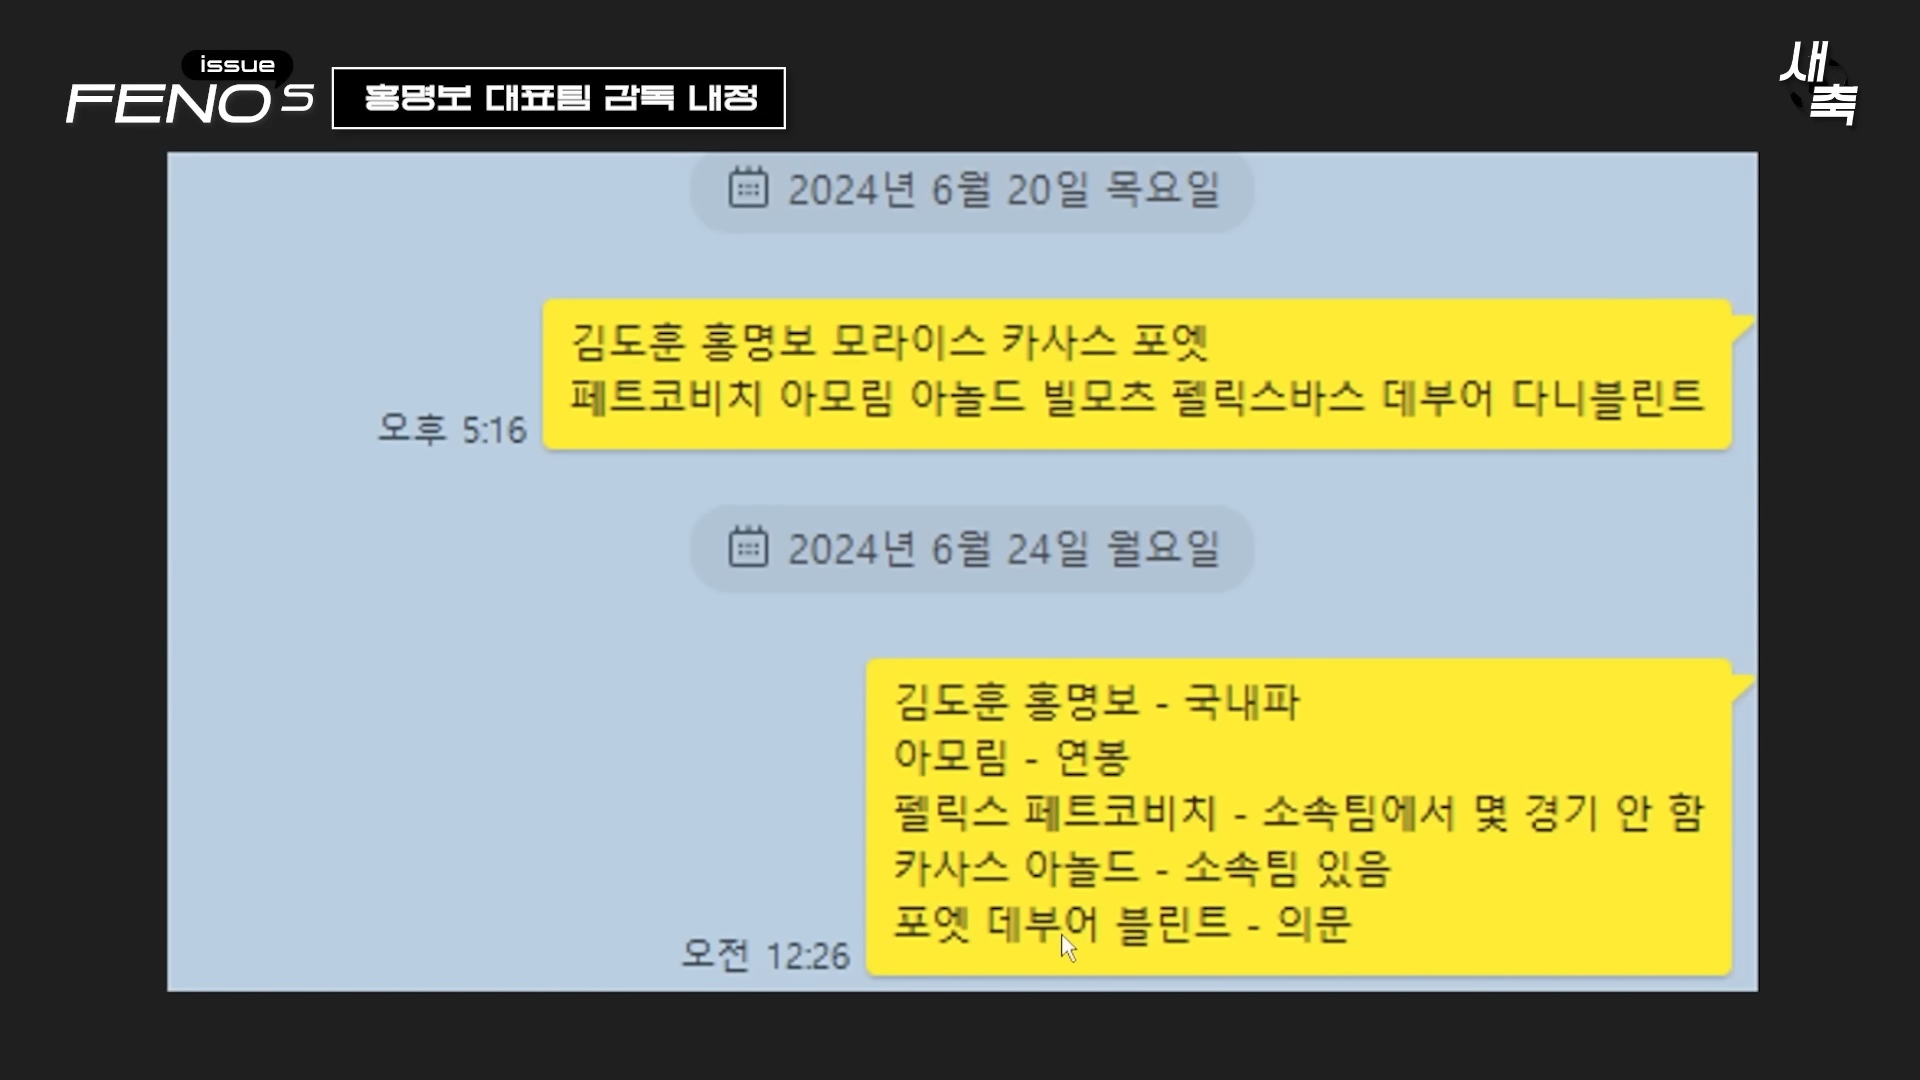 issue
FENO5
홍명보 대표팀 감독 내정
새축
2024년 6월 20일 목요일
김도훈 홍명보 모라이스 카사스 포옛
페트코비치 아모림 아놀드 빌모츠 펠릭스바스 데부어 다니블린트
오후 5:16
2024년 6월 24일 월요일
김도훈 홍명보 - 국내파
아모림 - 연봉
펠릭스 페트코비치 - 소속팀에서 몇 경기 안 함
카사스 아놀드 - 소속팀 있음
포옛 데부어 블린트 - 의문
오전 12:26